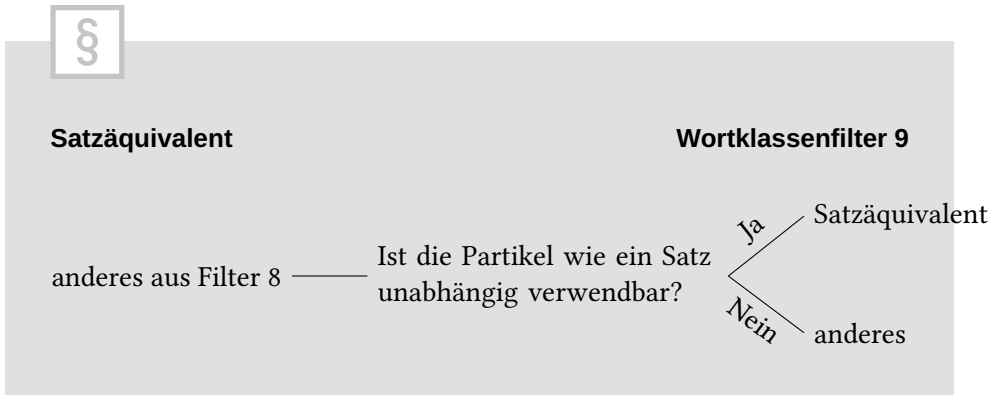 §
Satzäquivalent
Wortklassenfilter 9
anderes aus Filter 8
Ist die Partikel wie ein Satz
unabhängig verwendbar?
Ja
Satzäquivalent
Nein
anderes